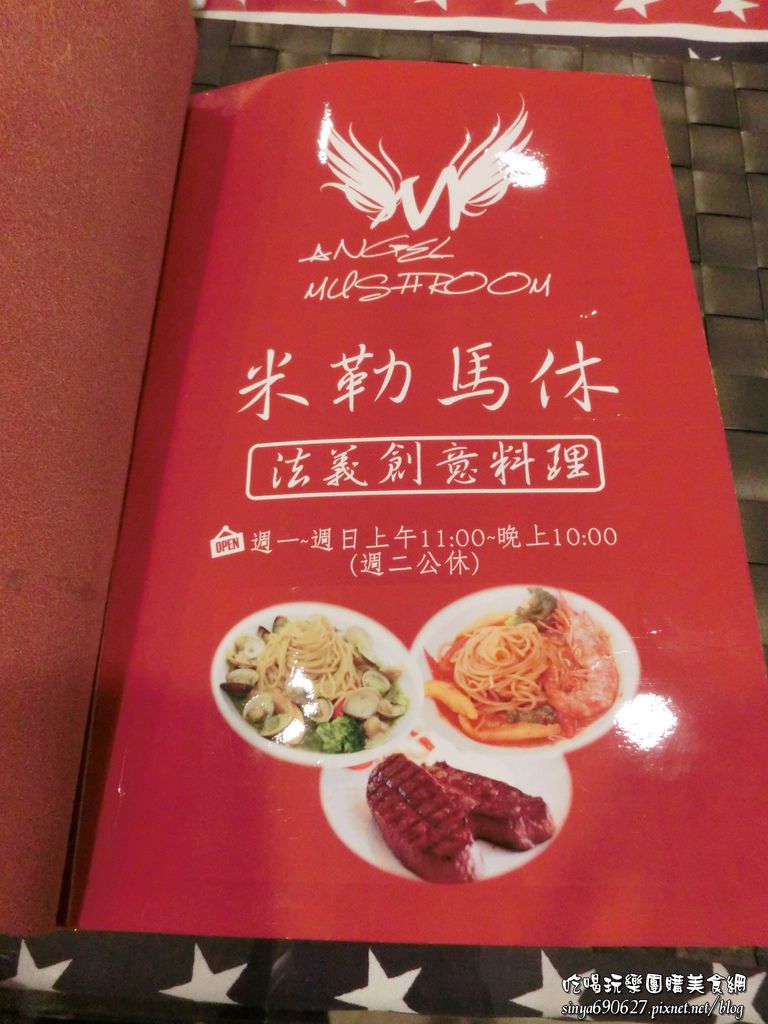 M
ANGEL
MUSHROOM
米勒馬休
法義創意料理
OPEN 週一~週日上午11:00~晚上10:00
(週二公休)
吃喝玩樂團購美食網
sinya690627.pixnet.net/blog